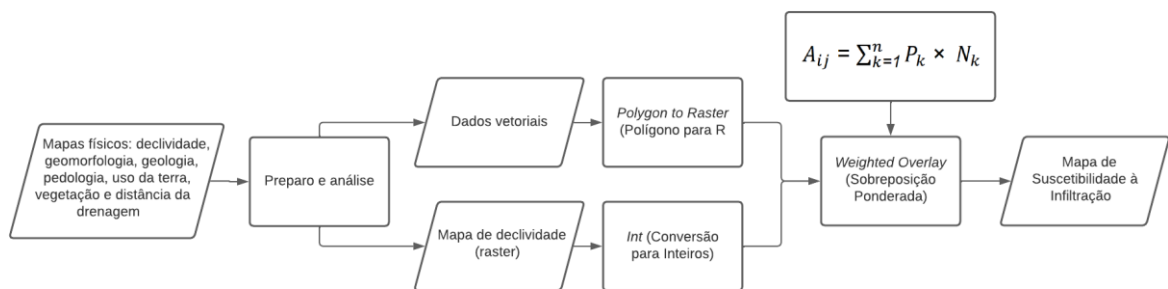 Mapas físicos: declividade,
geomorfologia, geologia,
pedologia, uso da terra,
vegetação e distância da
drenagem
Preparo e análise
Dados vetoriais
Polygon to Raster
(Polígono para R
Mapa de declividade
(raster)
Int (Conversão
para Inteiros)
A_{ij} = ∑_{k=1}^{n} P_k × N_k
Weighted Overlay
(Sobreposição
Ponderada)
Mapa de
Suscetibilidade à
Infiltração